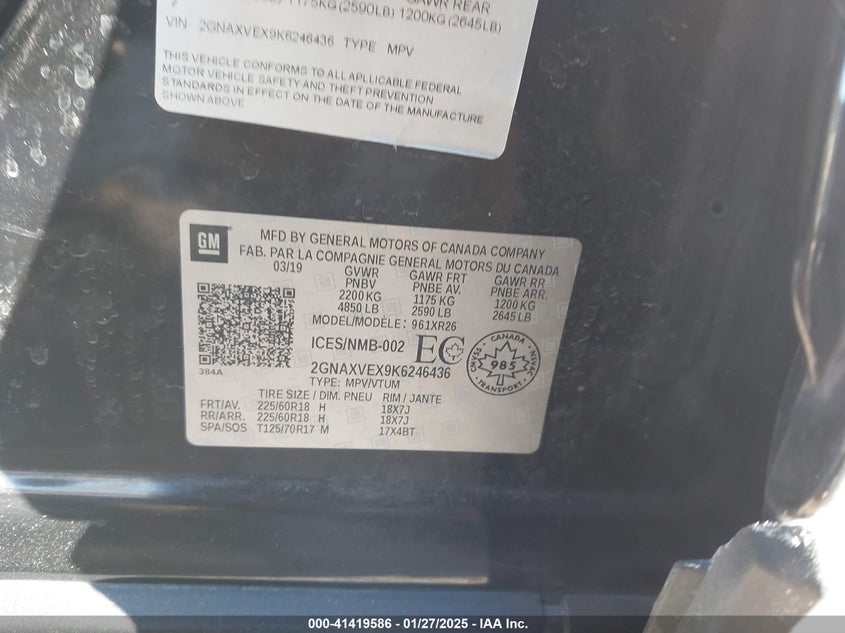 GAWR REAR
1175KG (2590LB) 1200KG (2645LB)
VIN 2GNAXVEX9K6246436 TYPE MPV
THIS VEHICLE CONFORMS TO ALL APLLICABLE FEDERAL
MOTOR VEHICLE SAFETY AND THEFT PREVENTION
STANDARDS IN EFFECT ON THE DATE OF THE MANUFACTURE
SHOWN ABOVE
GM
MFD BY GENERAL MOTORS OF CANADA COMPANY
FAB. PAR LA COMPAGNIE GENERAL MOTORS DU CANADA
03/19 GVWR GAWR FRT GAWR RR
PNBV PNBE AV. PNBE ARR.
2200 KG 1175 KG 1200 KG
4850 LB 2590 LB 2645 LB
MODEL/MODÈLE: 961XR26
ICES/NMB-002 EC
CANADA
CMVSS 985 NSVAC
TRANSPORT
384A
2GNAXVEX9K6246436
TYPE: MPV/VTUM
TIRE SIZE / DIM. PNEU RIM / JANTE
FRT/AV. 225/60R18 H 18X7J
RR/ARR. 225/60R18 H 18X7J
SPA/SOS T125/70R17 M 17X4BT
000-41419586 - 01/27/2025 - IAA Inc.